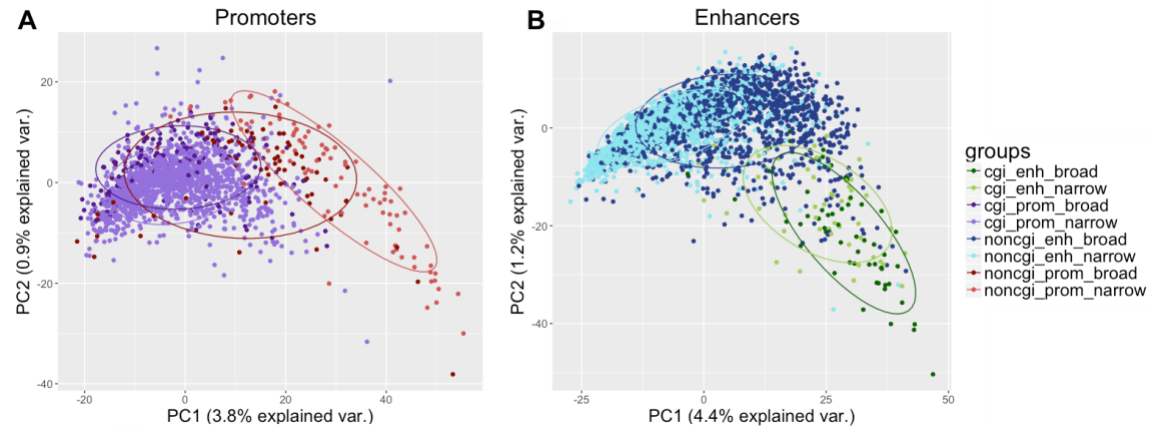 A
Promoters
PC2 (0.9% explained var.)
20
0
-20
-40
-20
0
20
40
PC1 (3.8% explained var.)
B
Enhancers
PC2 (1.2% explained var.)
0
-20
-40
-25
0
25
50
PC1 (4.4% explained var.)
groups
cgi_enh_broad
cgi_enh_narrow
cgi_prom_broad
cgi_prom_narrow
noncgi_enh_broad
noncgi_enh_narrow
noncgi_prom_broad
noncgi_prom_narrow